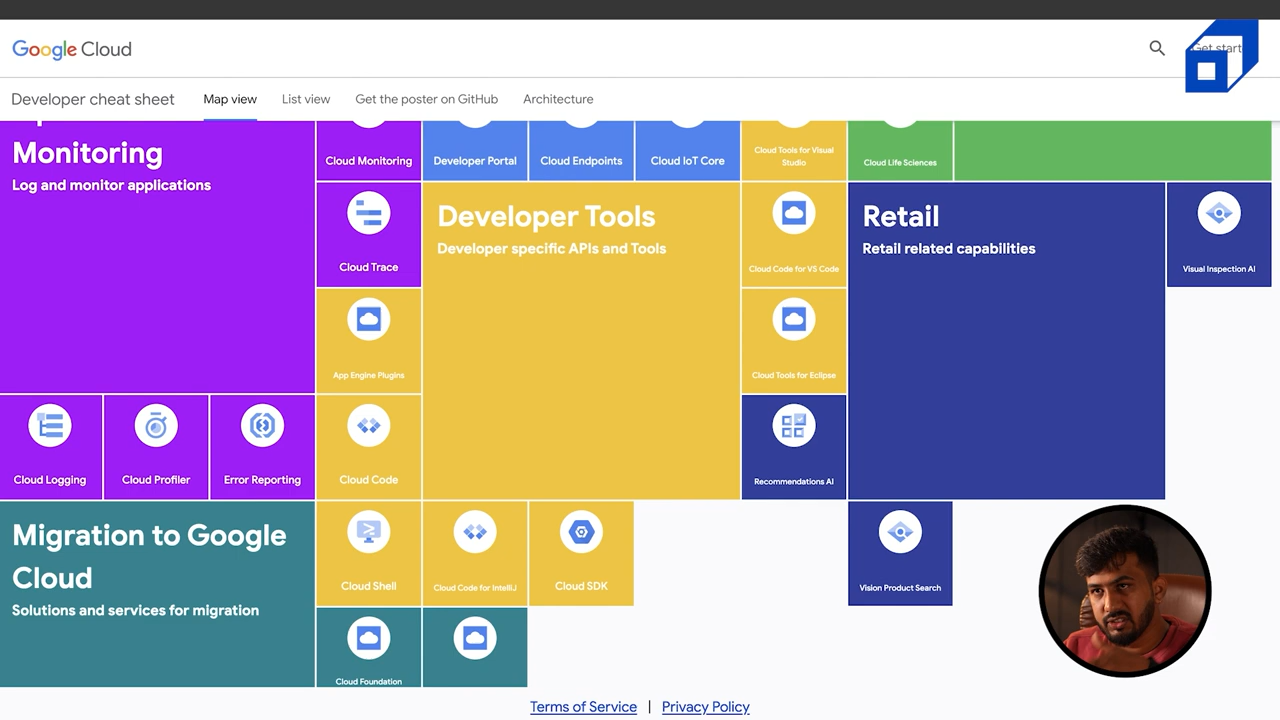 Google Cloud
Get start
Developer cheat sheet
Map view
List view
Get the poster on GitHub
Architecture
Monitoring
Log and monitor applications
Cloud Monitoring
Developer Portal
Cloud Endpoints
Cloud IoT Core
Cloud Tools for Visual
Studio
Cloud Life Sciences
Cloud Trace
Developer Tools
Developer specific APIs and Tools
Cloud Code for VS Code
Retail
Retail related capabilities
Visual Inspection AI
App Engine Plugins
Cloud Tools for Eclipse
Cloud Logging
Cloud Profiler
Error Reporting
Cloud Code
Recommendations AI
Migration to Google
Cloud
Solutions and services for migration
Cloud Shell
Cloud Code for IntelliJ
Cloud SDK
Vision Product Search
Cloud Foundation
Terms of Service | Privacy Policy